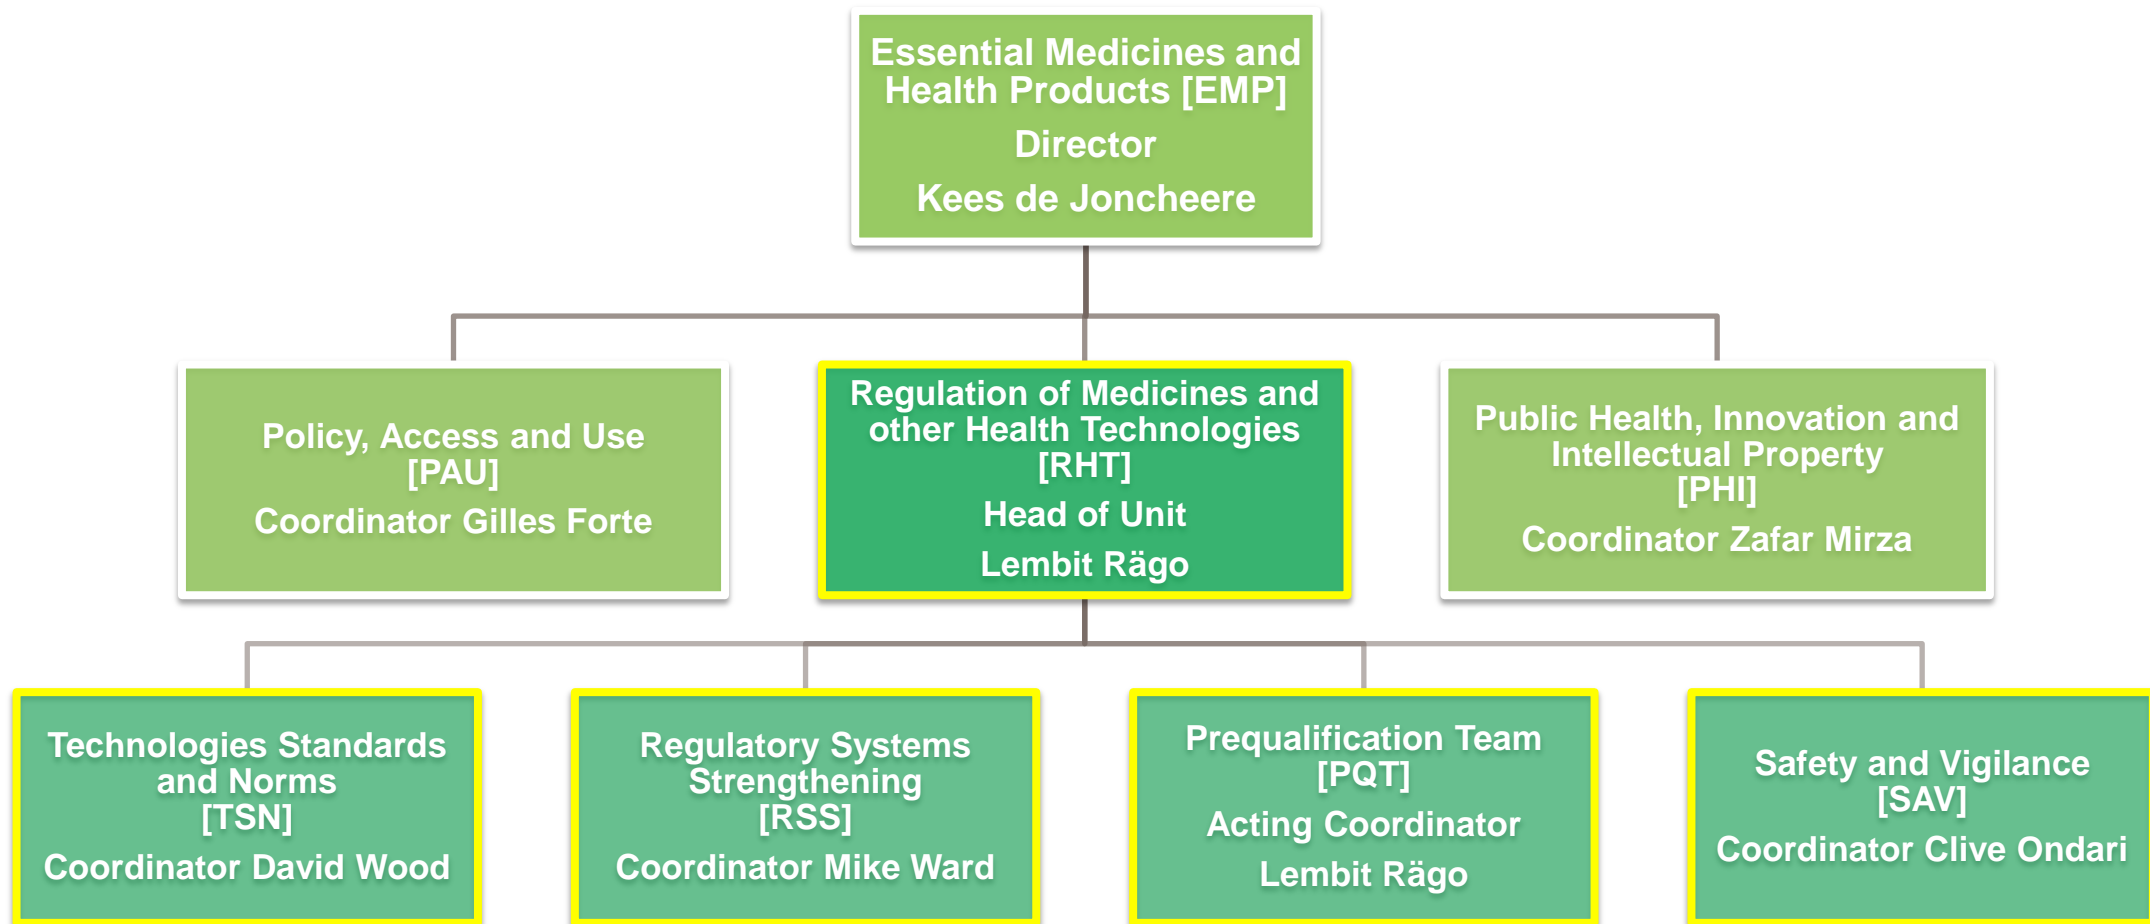 Essential Medicines and
Health Products [EMP]
Director
Kees de Joncheere
Policy, Access and Use
[PAU]
Coordinator Gilles Forte
Regulation of Medicines and
other Health Technologies
[RHT]
Head of Unit
Lembit Rägo
Public Health, Innovation and
Intellectual Property
[PHI]
Coordinator Zafar Mirza
Technologies Standards
and Norms
[TSN]
Coordinator David Wood
Regulatory Systems
Strengthening
[RSS]
Coordinator Mike Ward
Prequalification Team
[PQT]
Acting Coordinator
Lembit Rägo
Safety and Vigilance
[SAV]
Coordinator Clive Ondari